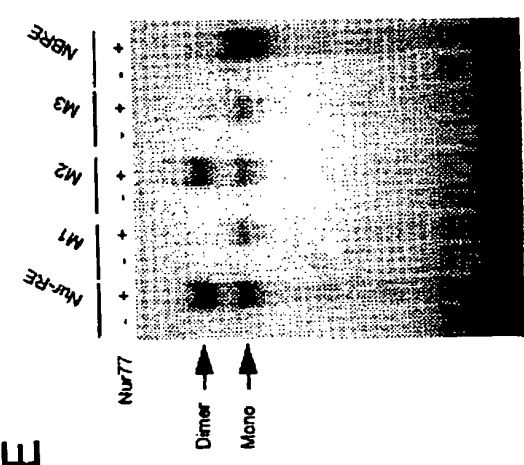 E
Nur-RE M1 M2 M3 NBRE
Nur77 - + - + - + - + - +
Dimer
Mono